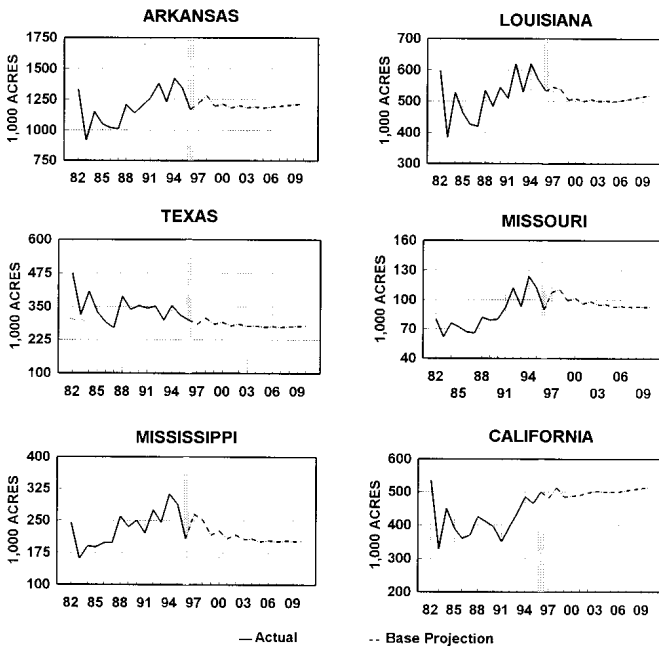 ARKANSAS
1,000 ACRES
1750
1500
1250
1000
750
82 85 88 91 94 97 00 03 06 09
LOUISIANA
1,000 ACRES
700
600
500
400
300
82 85 88 91 94 97 00 03 06 09
TEXAS
1,000 ACRES
600
475
350
225
100
82 85 88 91 94 97 00 03 06 09
MISSOURI
1,000 ACRES
160
130
100
70
40
82 88 94 00 06
85 91 97 03 09
MISSISSIPPI
1,000 ACRES
400
325
250
175
100
82 85 88 91 94 97 00 03 06 09
CALIFORNIA
1,000 ACRES
600
500
400
300
200
82 85 88 91 94 97 00 03 06 09
Actual
Base Projection